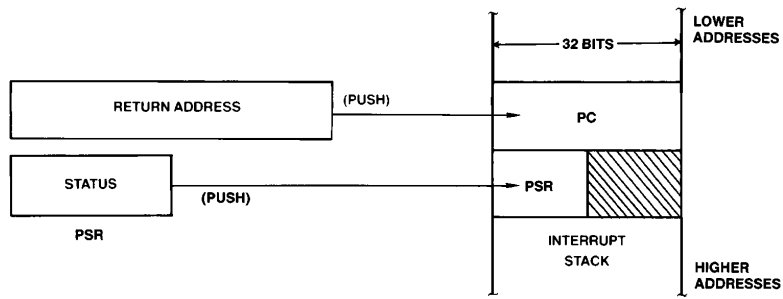 LOWER
ADDRESSES
32 BITS
RETURN ADDRESS
(PUSH)
PC
STATUS
(PUSH)
PSR
PSR
INTERRUPT
STACK
HIGHER
ADDRESSES